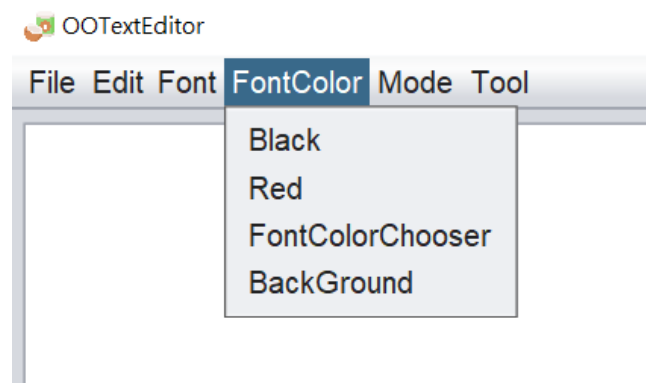 OOTextEditor
File Edit Font FontColor Mode Tool
Black
Red
FontColorChooser
BackGround